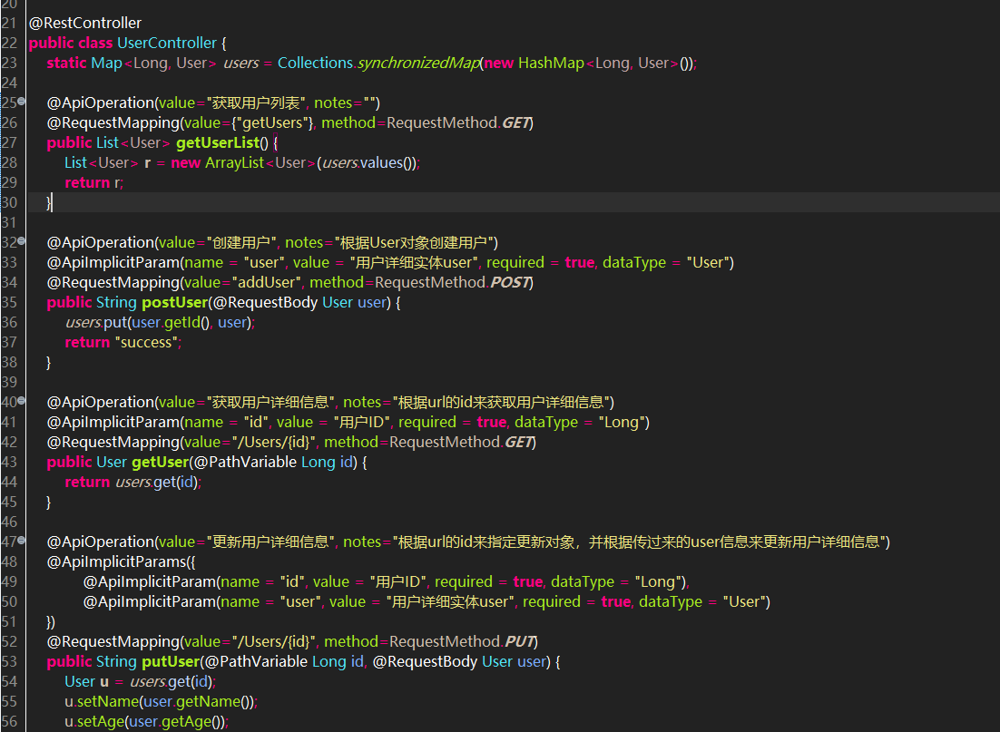 20
21 @RestController
22 public class UserController {
23 static Map<Long, User> users = Collections.synchronizedMap(new HashMap<Long, User>());
24
25 @ApiOperation(value="获取用户列表", notes="")
26 @RequestMapping(value={"getUsers"}, method=RequestMethod.GET)
27 public List<User> getUserList() {
28 List<User> r = new ArrayList<User>(users.values());
29 return r;
30 }
31
32 @ApiOperation(value="创建用户", notes="根据User对象创建用户")
33 @ApiImplicitParam(name = "user", value = "用户详细实体user", required = true, dataType = "User")
34 @RequestMapping(value="addUser", method=RequestMethod.POST)
35 public String postUser(@RequestBody User user) {
36 users.put(user.getId(), user);
37 return "success";
38 }
39
40 @ApiOperation(value="获取用户详细信息", notes="根据url的id来获取用户详细信息")
41 @ApiImplicitParam(name = "id", value = "用户ID", required = true, dataType = "Long")
42 @RequestMapping(value="/Users/{id}", method=RequestMethod.GET)
43 public User getUser(@PathVariable Long id) {
44 return users.get(id);
45 }
46
47 @ApiOperation(value="更新用户详细信息", notes="根据url的id来指定更新对象，并根据传过来的user信息来更新用户详细信息")
48 @ApiImplicitParams({
49 @ApiImplicitParam(name = "id", value = "用户ID", required = true, dataType = "Long"),
50 @ApiImplicitParam(name = "user", value = "用户详细实体user", required = true, dataType = "User")
51 })
52 @RequestMapping(value="/Users/{id}", method=RequestMethod.PUT)
53 public String putUser(@PathVariable Long id, @RequestBody User user) {
54 User u = users.get(id);
55 u.setName(user.getName());
56 u.setAge(user.getAge());